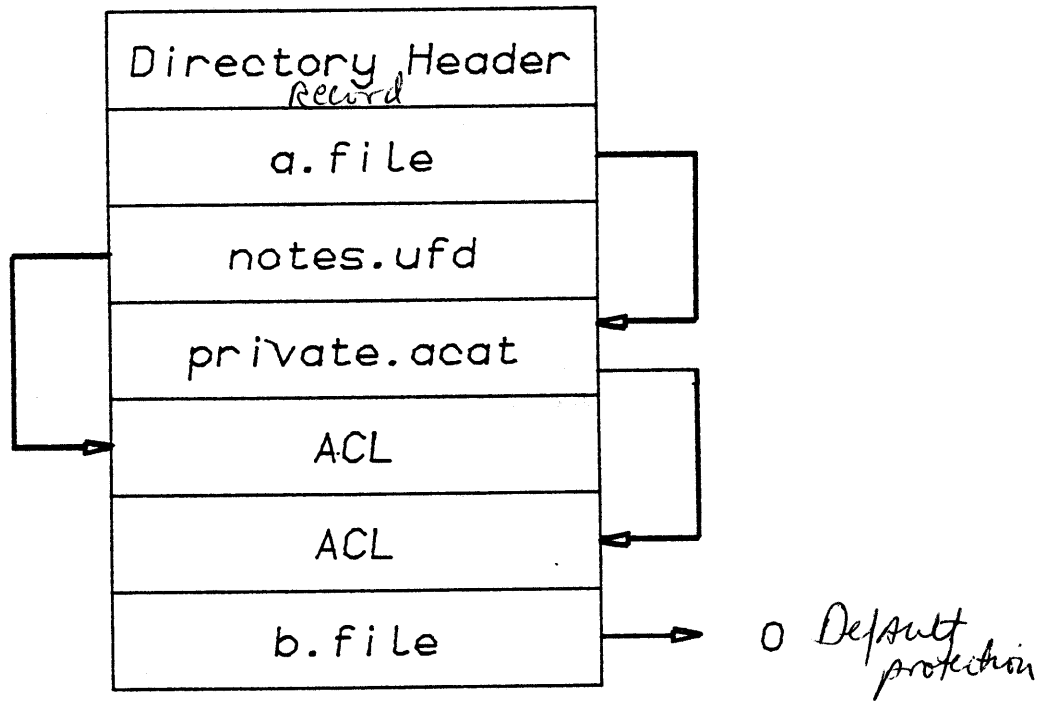 Directory Header
Record
a.file
notes.ufd
private.acat
ACL
ACL
b.file
0 Default
protection